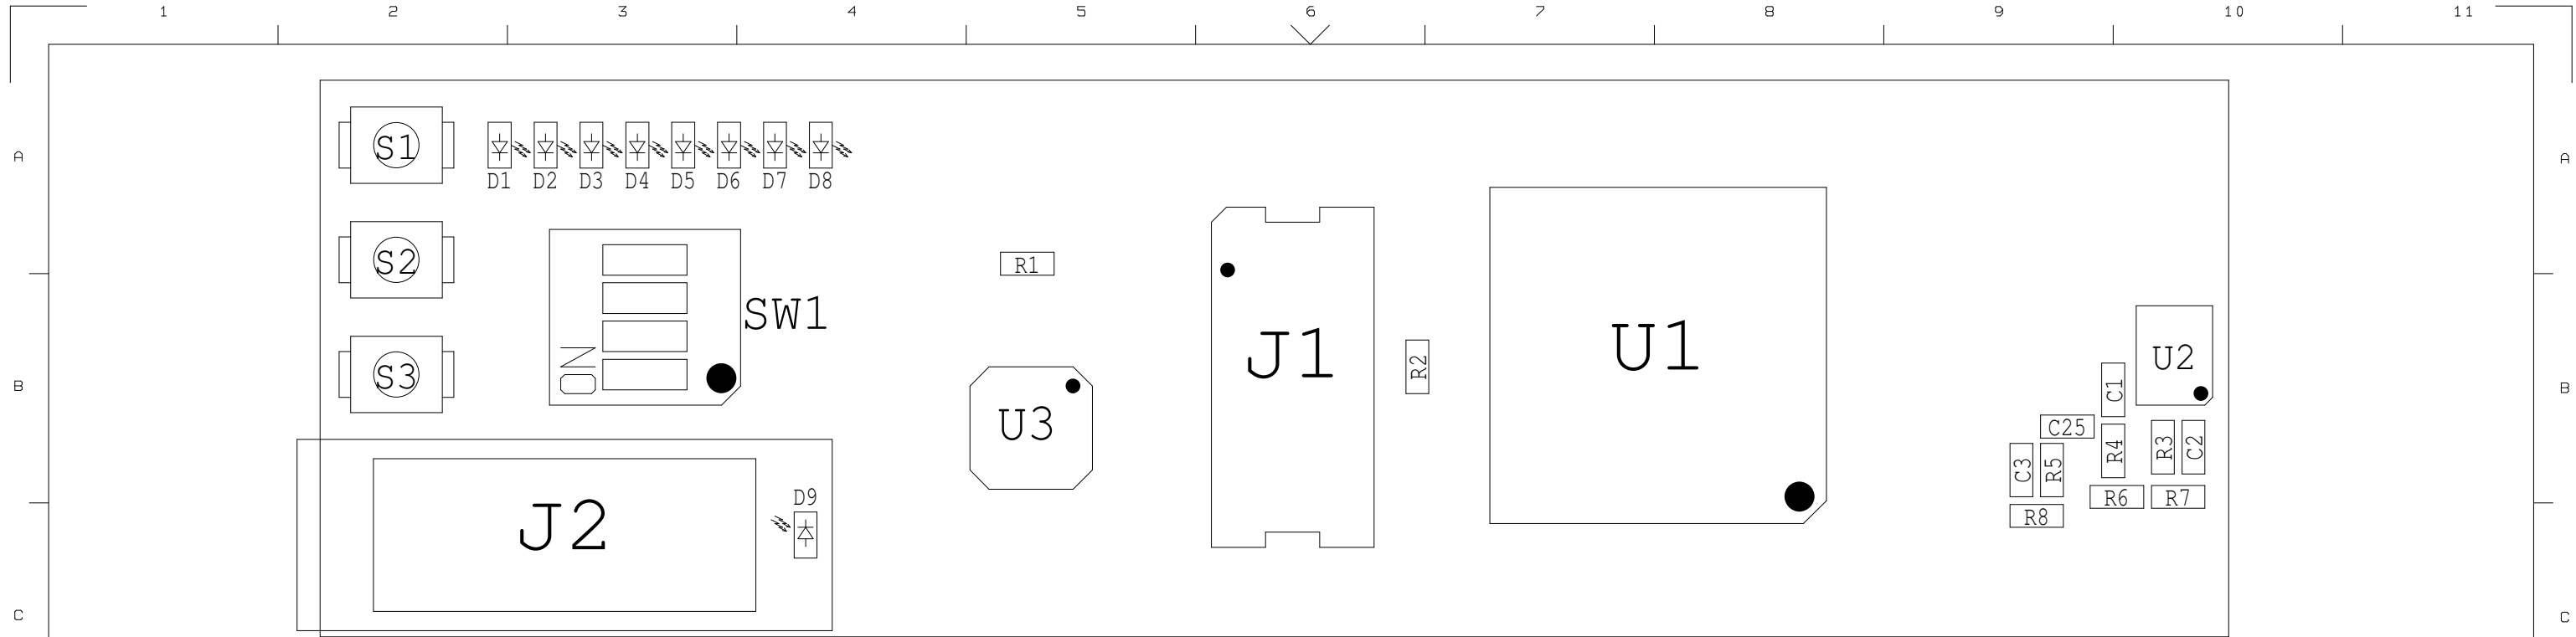 1 2 3 4 5 6 7 8 9 10 11
A S1 A
D1 D2 D3 D4 D5 D6 D7 D8
S2
R1
SW1
ON
J1
R2
U1
U2
B S3 B
C1
U3
C25
R4 R3 C2
C3 R5
D9
R6 R7
R8
J2
C C